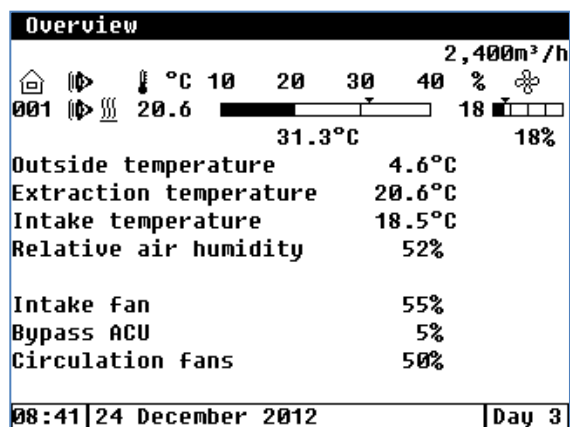 Overview
2,400m³/h
°C 10 20 30 40 %
001 20.6 18
31.3°C 18%
Outside temperature 4.6°C
Extraction temperature 20.6°C
Intake temperature 18.5°C
Relative air humidity 52%
Intake fan 55%
Bypass ACU 5%
Circulation fans 50%
08:41 24 December 2012 Day 3